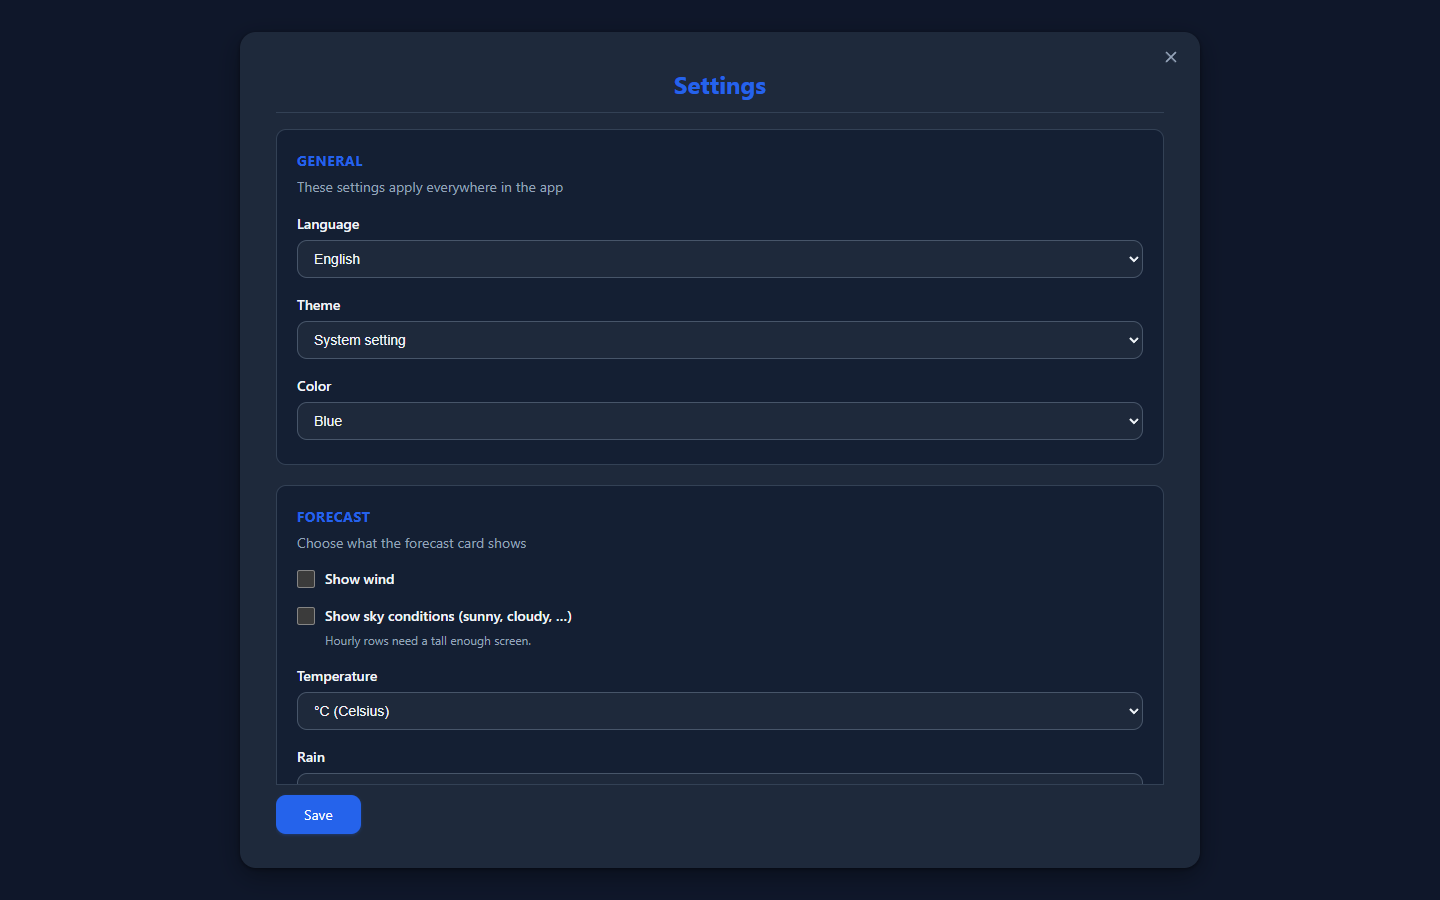 Settings
GENERAL
These settings apply everywhere in the app
Language
English
Theme
System setting
Color
Blue
FORECAST
Choose what the forecast card shows
Show wind
Show sky conditions (sunny, cloudy, ...)
Hourly rows need a tall enough screen.
Temperature
°C (Celsius)
Rain
Save